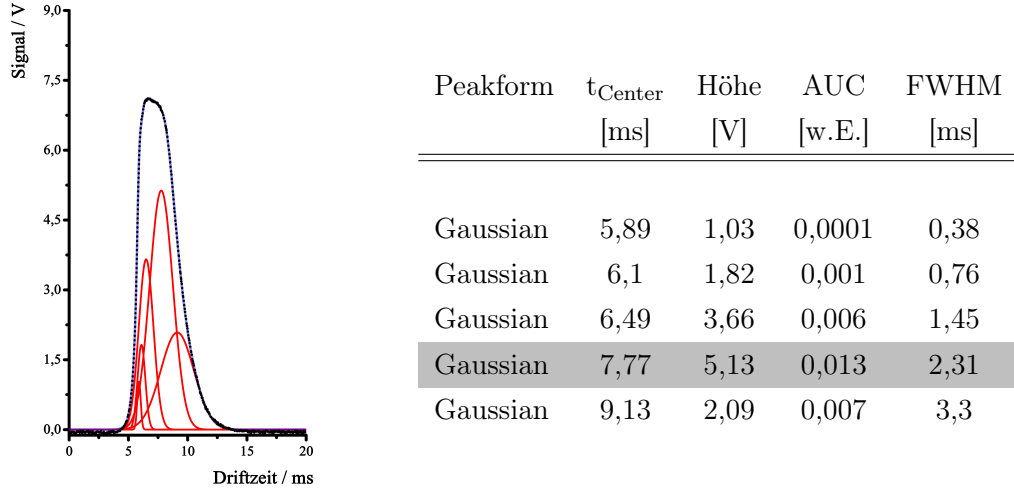 Signal / V
9,0
7,5
6,0
4,5
3,0
1,5
0,0
0 5 10 15 20
Driftzeit / ms
Peakform t_Center Höhe AUC FWHM
[ms] [V] [w.E.] [ms]
Gaussian 5,89 1,03 0,0001 0,38
Gaussian 6,1 1,82 0,001 0,76
Gaussian 6,49 3,66 0,006 1,45
Gaussian 7,77 5,13 0,013 2,31
Gaussian 9,13 2,09 0,007 3,3